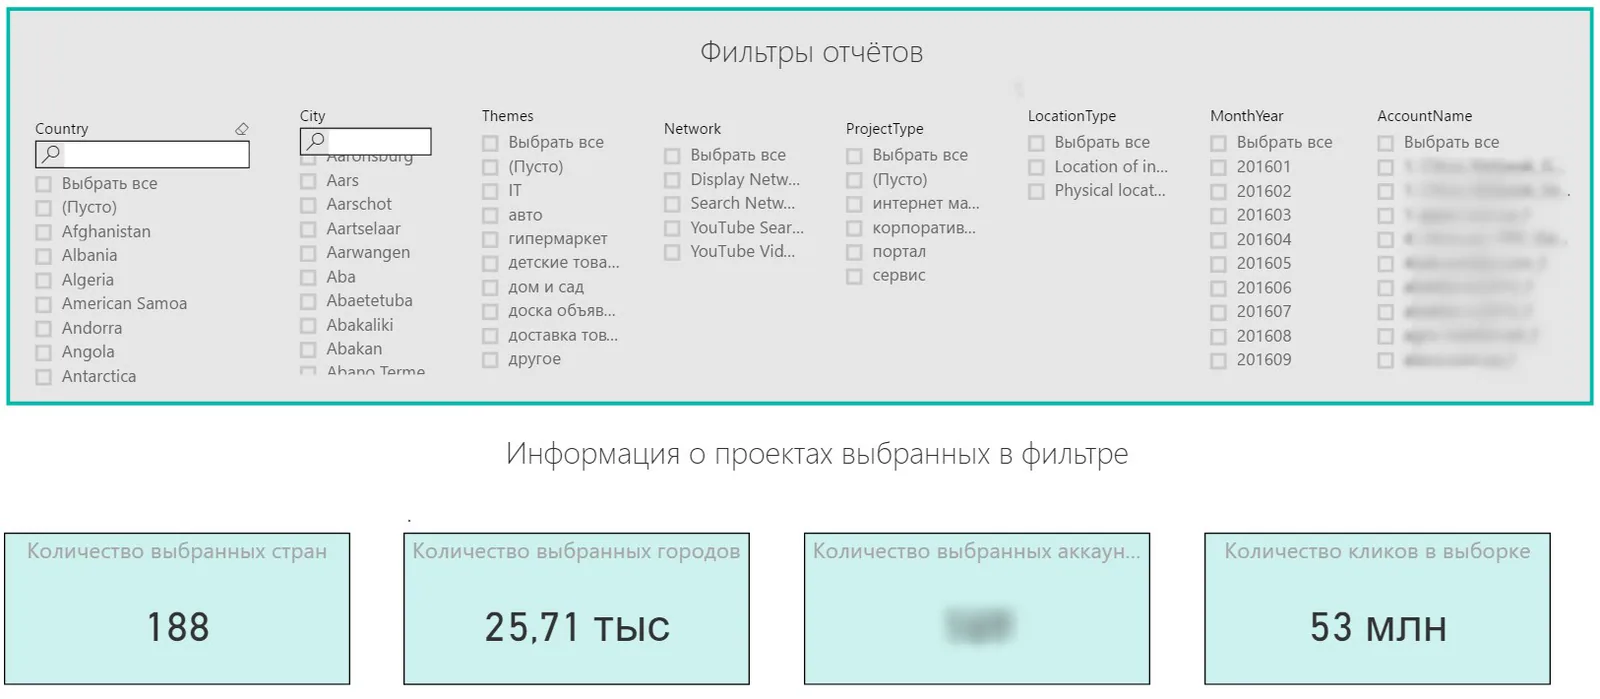 Фильтры отчётов
Country
Выбрать все
(Пусто)
Afghanistan
Albania
Algeria
American Samoa
Andorra
Angola
Antarctica
City
Aaronsburg
Aars
Aarschot
Aartselaar
Aarwangen
Aba
Abaetetuba
Abakaliki
Abakan
Abano Terme
Themes
Выбрать все
(Пусто)
IT
авто
гипермаркет
детские това...
дом и сад
доска объяв...
доставка тов...
другое
Network
Выбрать все
Display Netw...
Search Netw...
YouTube Sear...
YouTube Vid...
ProjectType
Выбрать все
(Пусто)
интернет ма...
корпоратив...
портал
сервис
LocationType
Выбрать все
Location of in...
Physical locat...
MonthYear
Выбрать все
201601
201602
201603
201604
201605
201606
201607
201608
201609
AccountName
Выбрать все
Информация о проектах выбранных в фильтре
Количество выбранных стран
188
Количество выбранных городов
25,71 тыс
Количество выбранных аккаун...
Количество кликов в выборке
53 млн